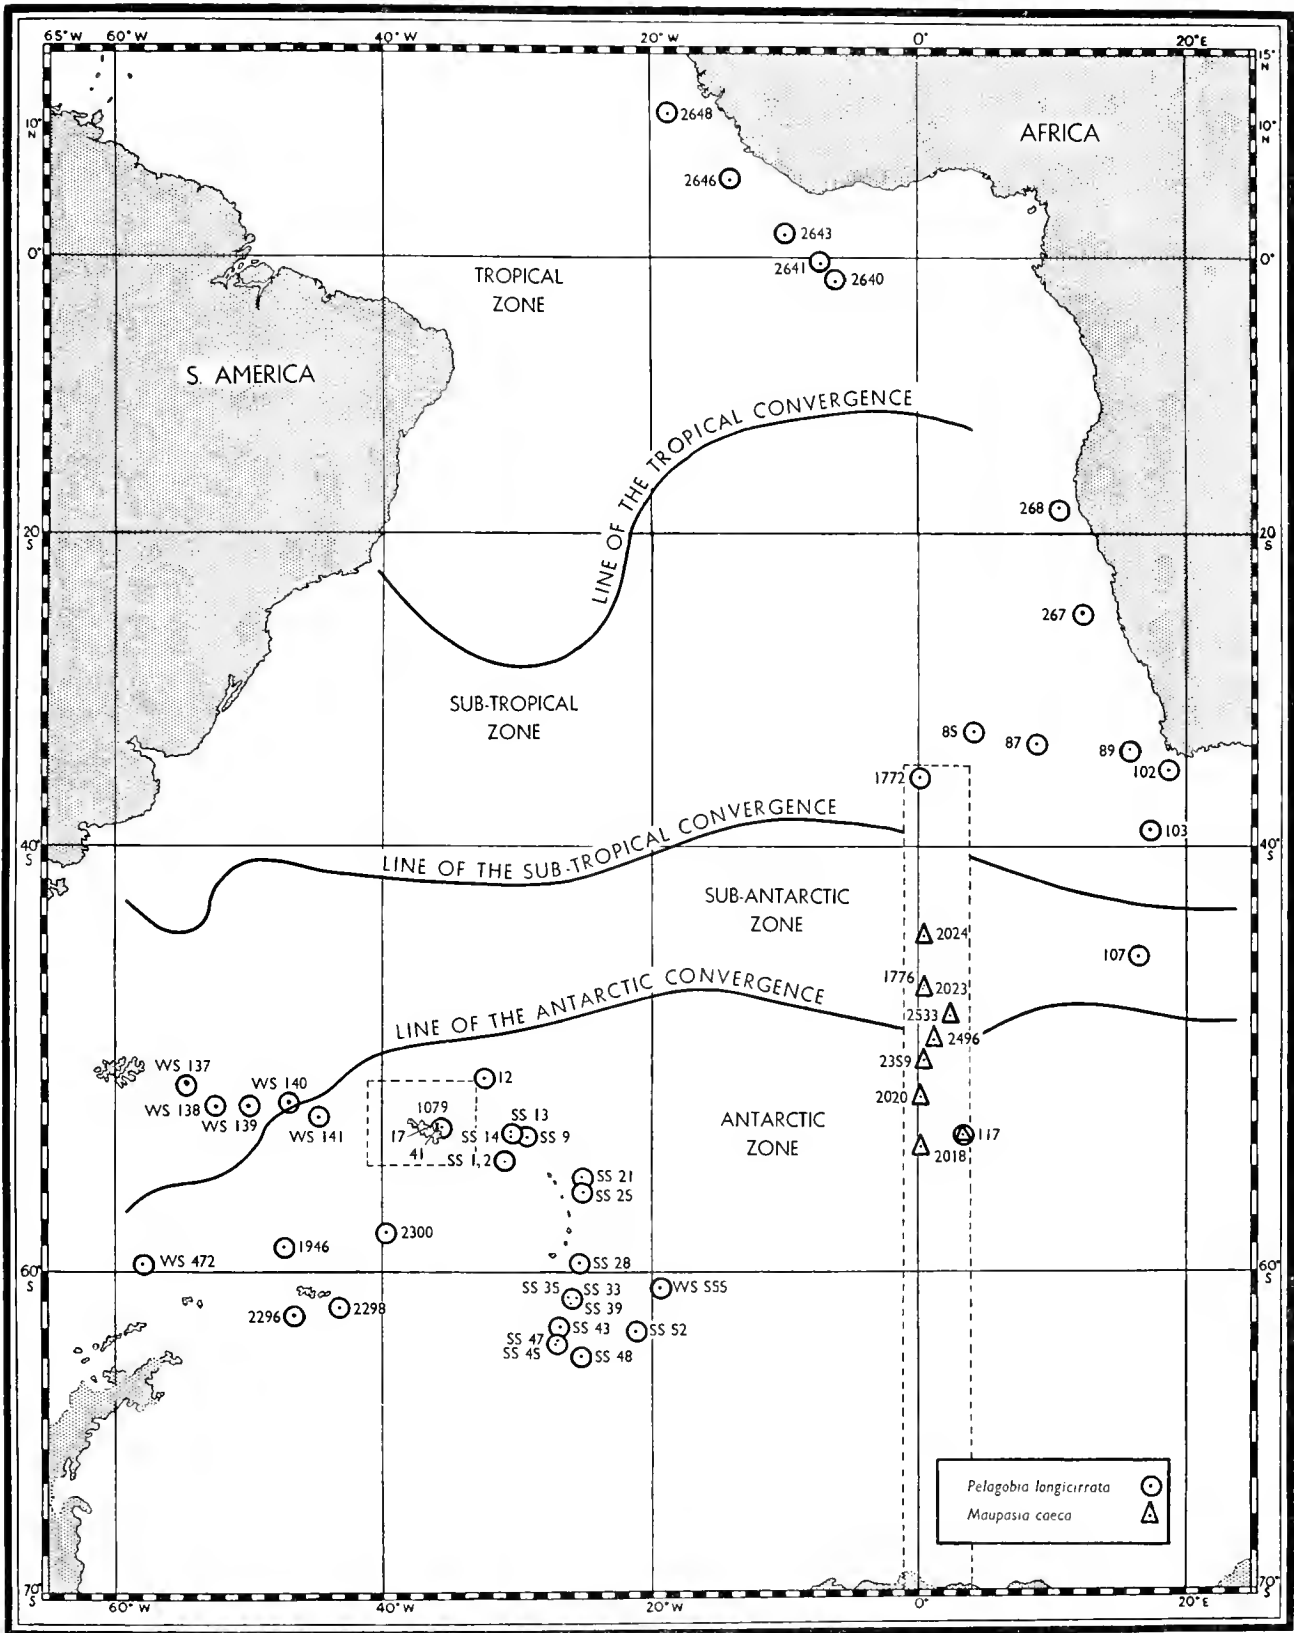 65°W 60°W 20°W 0° 20°E
15° N
10° N
10° N
AFRICA
2648
2646
2643
2641
2640
0°
0°
TROPICAL
ZONE
S. AMERICA
LINE OF THE TROPICAL CONVERGENCE
268
20° S
20° S
267
SUB-TROPICAL
ZONE
85
87
89
102
1772
103
LINE OF THE SUB-TROPICAL CONVERGENCE
40° S
40° S
SUB-ANTARCTIC
ZONE
2024
107
1776
2023
LINE OF THE ANTARCTIC CONVERGENCE
2533
2496
2359
WS 137
WS 140
12
WS 138
2020
WS 139
WS 141
1079
SS 13
17
SS 14
SS 9
ANTARCTIC
ZONE
117
41
SS 1,2
2018
SS 21
SS 25
2300
1946
WS 472
SS 28
60° S
60° S
SS 35
SS 33
WS 555
SS 39
2296
2298
SS 43
SS 52
SS 47
SS 45
SS 48
Pelagobia longicirrata
Maupasia caeca
70° S
70° S
60°W 40°W 20°W 0° 20°E